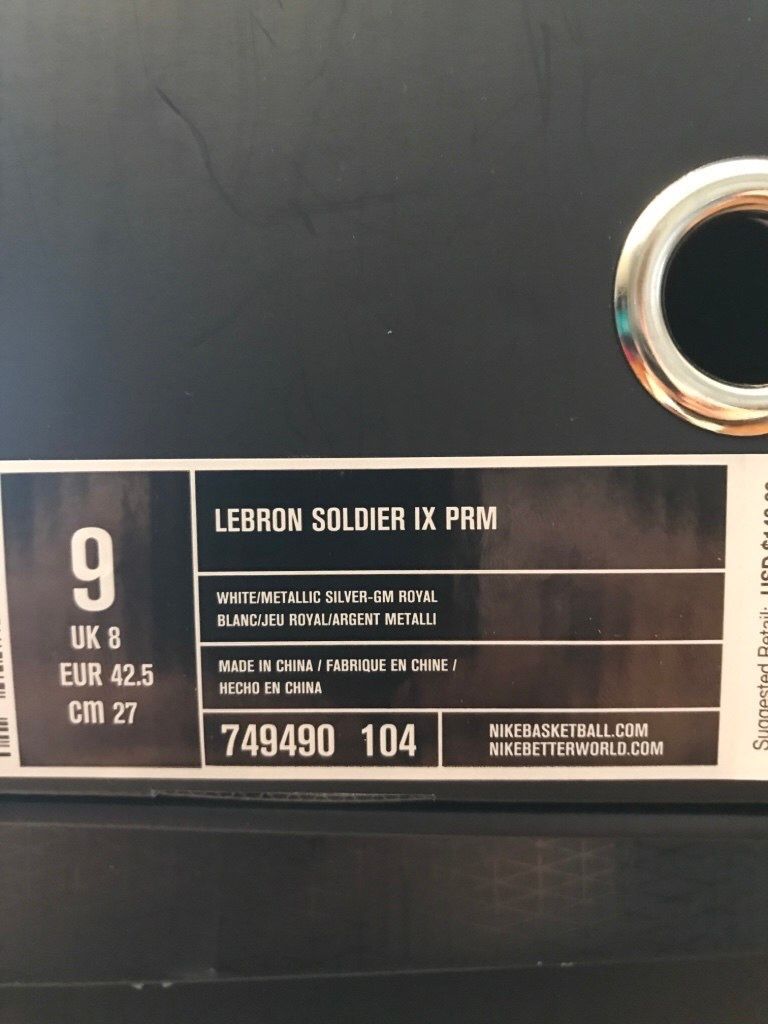 9
UK 8
EUR 42.5
cm 27
LEBRON SOLDIER IX PRM
WHITE/METALLIC SILVER-GM ROYAL
BLANC/JEU ROYAL/ARGENT METALLI
MADE IN CHINA / FABRIQUE EN CHINE /
HECHO EN CHINA
749490 104
NIKEBASKETBALL.COM
NIKEBETTERWORLD.COM
Suggested Retail: USD